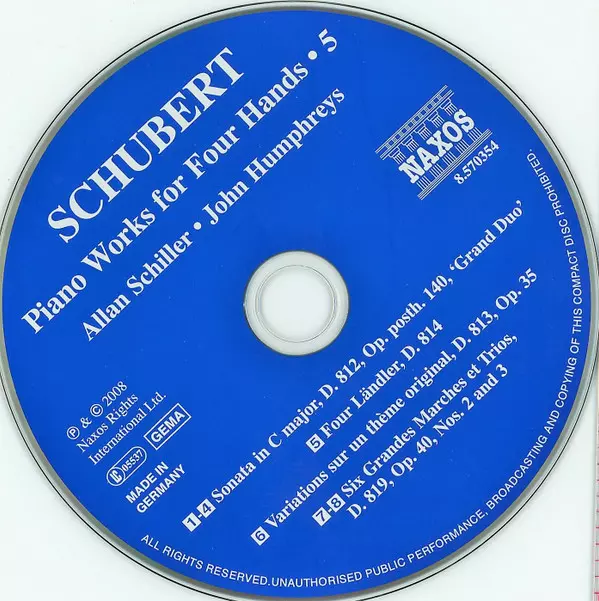 SCHUBERT
Piano Works for Four Hands • 5
Allan Schiller • John Humphreys
NAXOS
8.570354
℗ & © 2008
Naxos Rights
International Ltd.
LC 05537
GEMA
MADE IN
GERMANY
1-4 Sonata in C major, D. 812, Op. posth. 140, ‘Grand Duo’
5 Four Ländler, D. 814
6 Variations sur un thème original, D. 813, Op. 35
7-8 Six Grandes Marches et Trios,
D. 819, Op. 40, Nos. 2 and 3
ALL RIGHTS RESERVED.UNAUTHORISED PUBLIC PERFORMANCE, BROADCASTING AND COPYING OF THIS COMPACT DISC PROHIBITED.